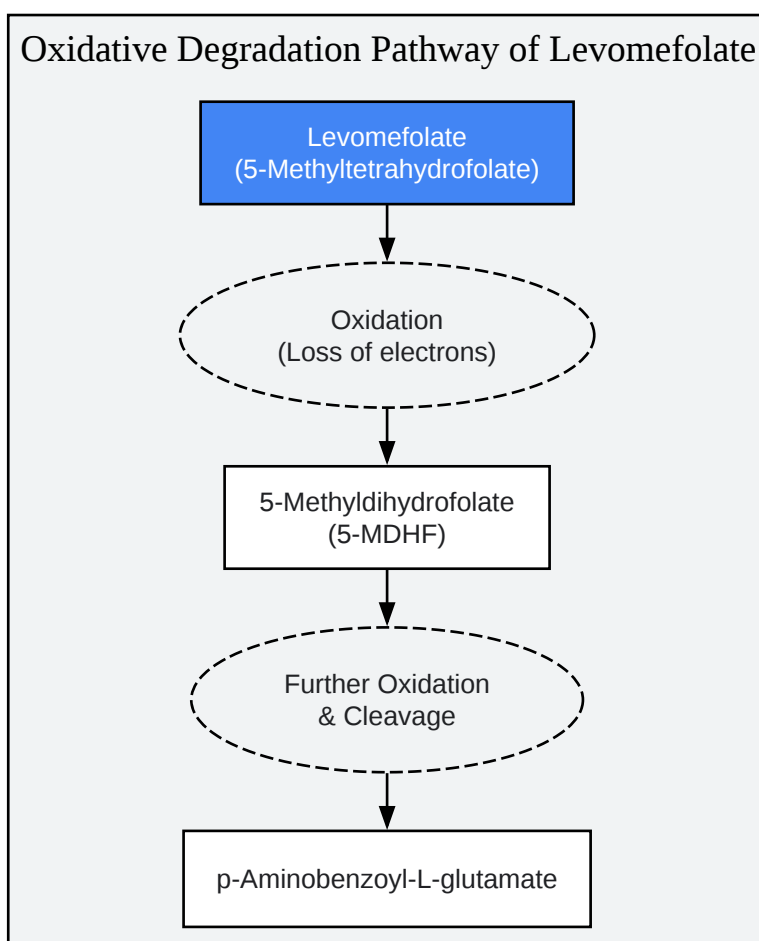 Oxidative Degradation Pathway of Levomefolate
Levomefolate
(5-Methyltetrahydrofolate)
Oxidation
(Loss of electrons)
5-Methyldihydrofolate
(5-MDHF)
Further Oxidation
& Cleavage
p-Aminobenzoyl-L-glutamate